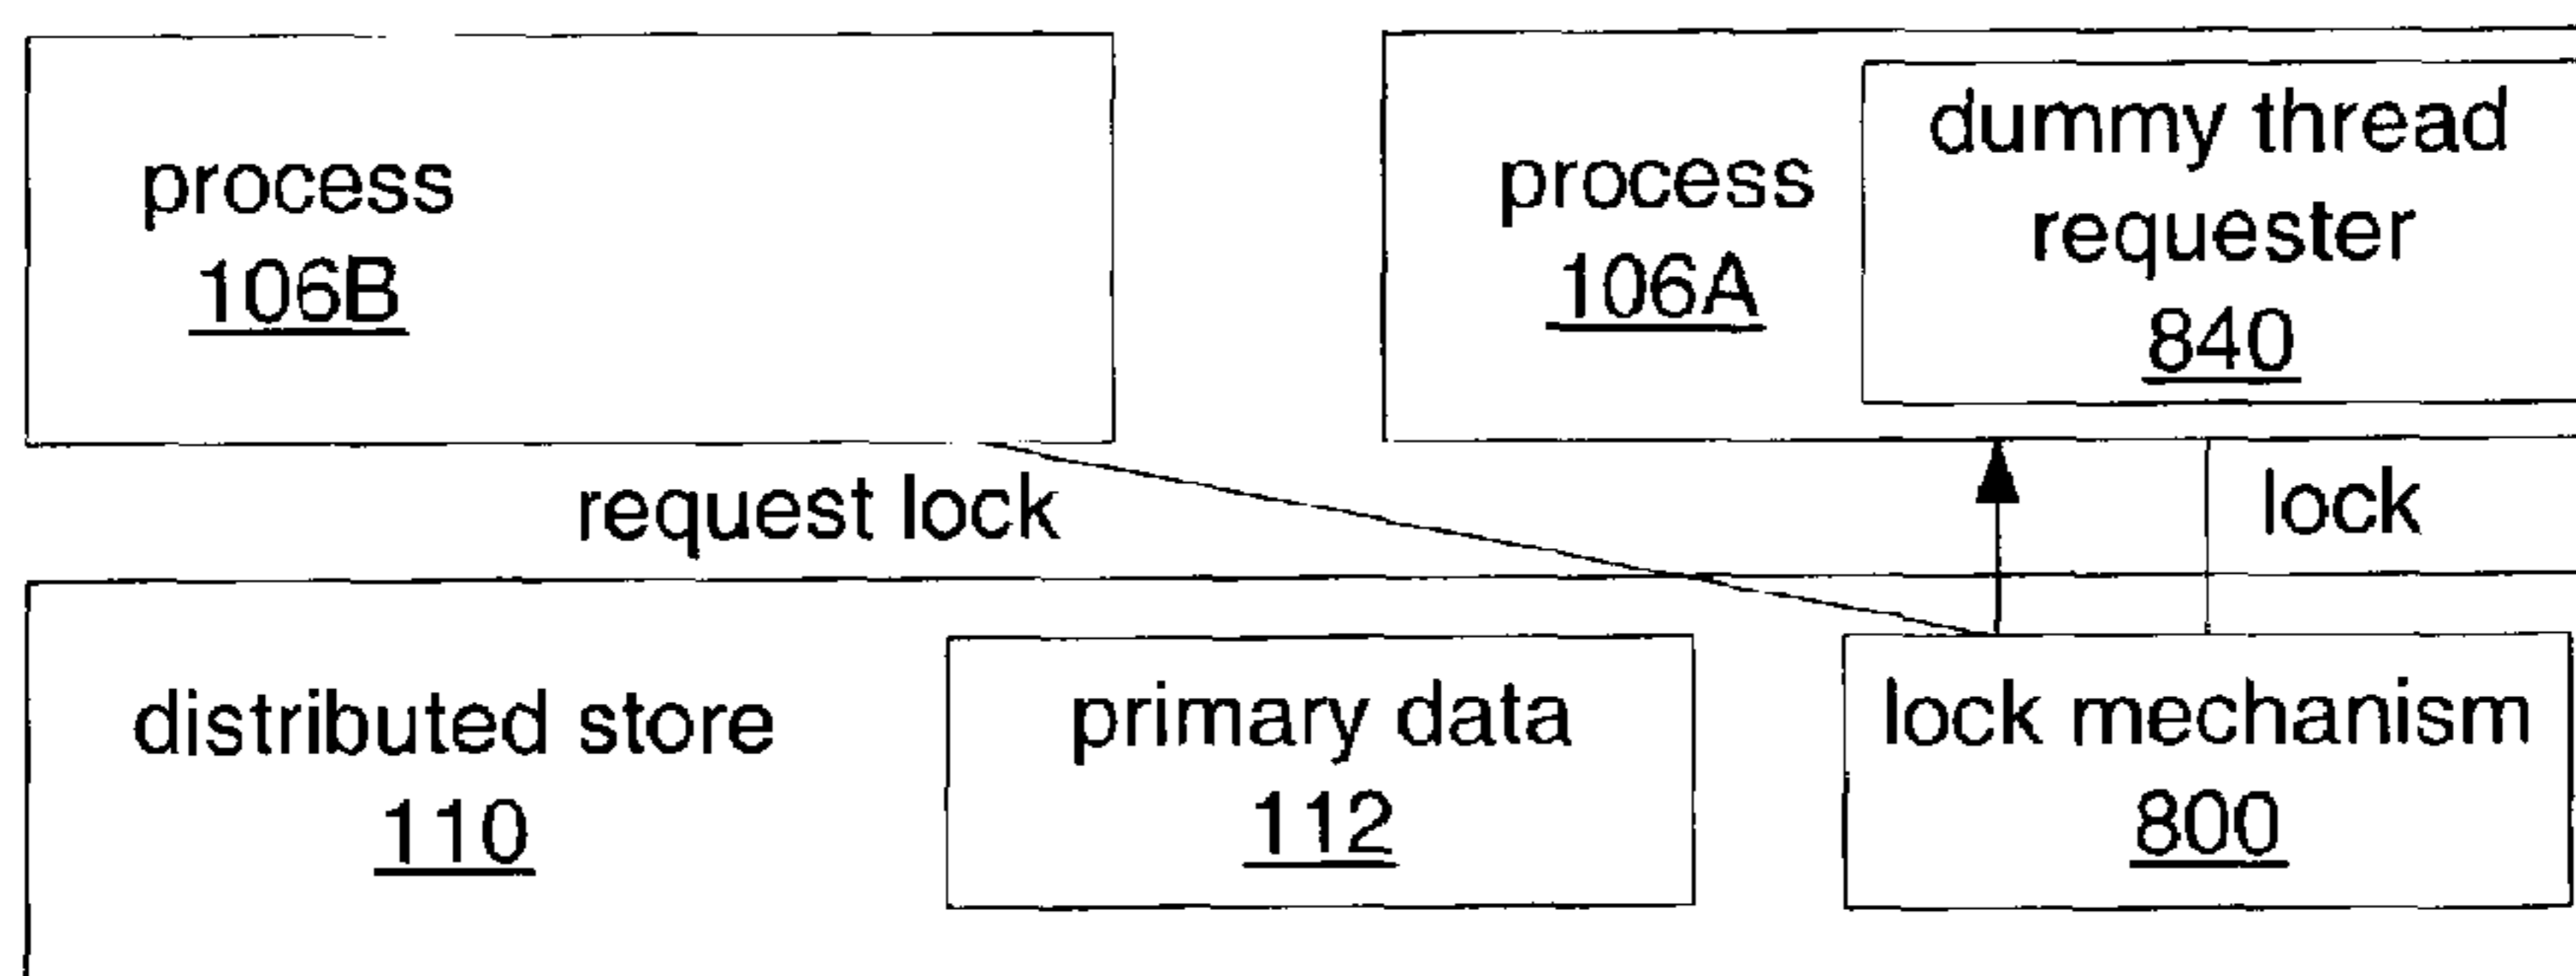 process
106B
process
106A
dummy thread
requester
840
request lock
lock
distributed store
110
primary data
112
lock mechanism
800